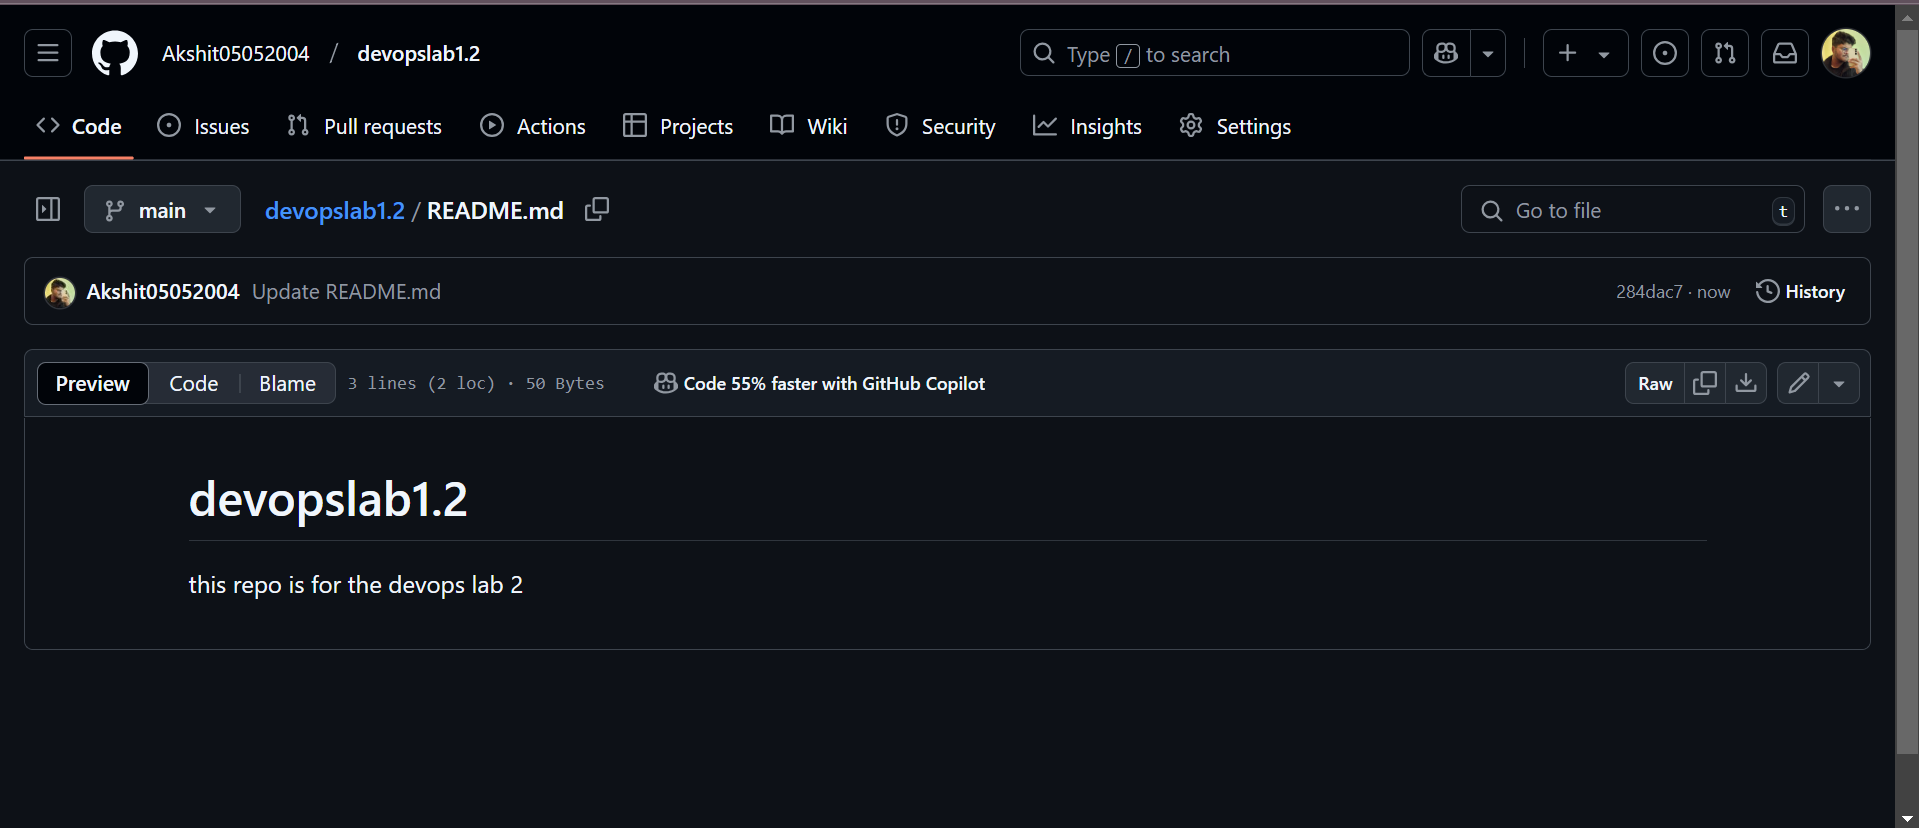 Akshit05052004 / devopslab1.2
Type / to search
Code
Issues
Pull requests
Actions
Projects
Wiki
Security
Insights
Settings
main
devopslab1.2 / README.md
Go to file
t
Akshit05052004 Update README.md
284dac7 · now
History
Preview
Code
Blame
3 lines (2 loc) · 50 Bytes
Code 55% faster with GitHub Copilot
Raw
devopslab1.2
this repo is for the devops lab 2